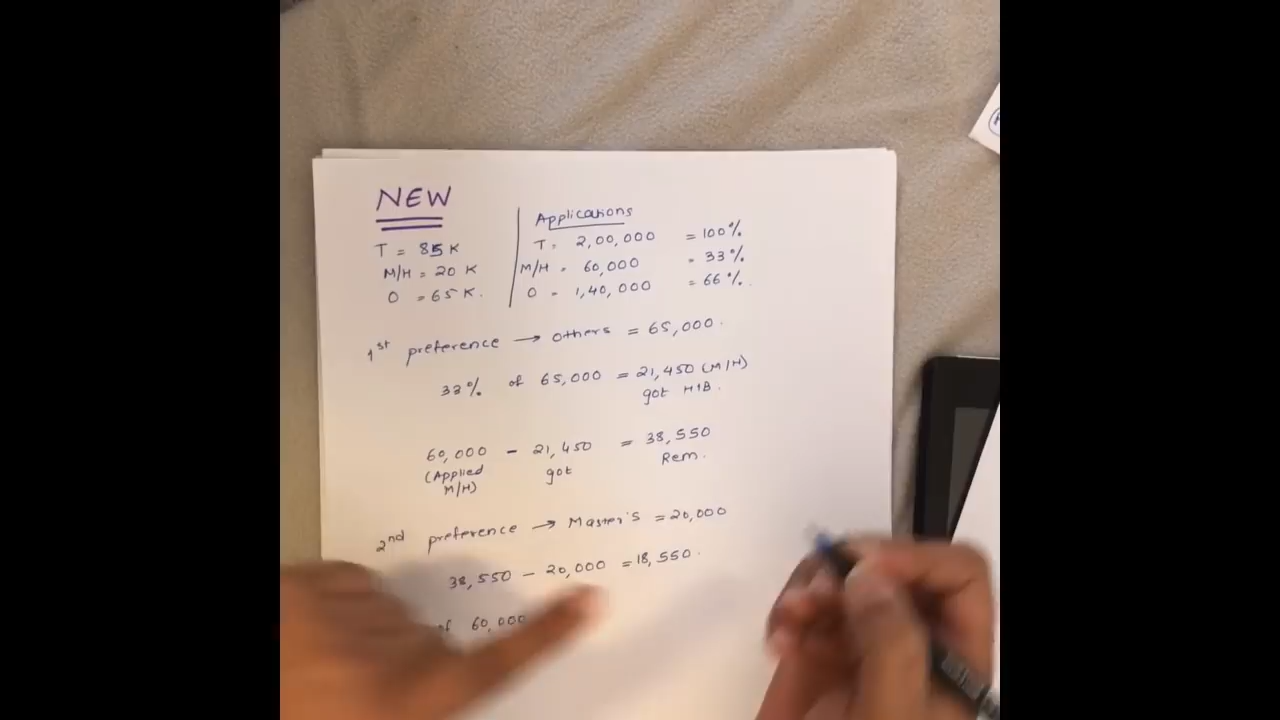 NEW
T = 85 K
M/H = 20 K
O = 65 K.
Applications
T = 2,00,000 = 100%
M/H = 60,000 = 33%
O = 1,40,000 = 66%.
1st preference → Others = 65,000.
33% of 65,000 = 21,450 (M/H)
got H1B.
60,000 - 21,450 = 38,550
(Applied got Rem.
M/H)
2nd preference → Master's = 20,000
38,550 - 20,000 = 18,550.
of 60,000